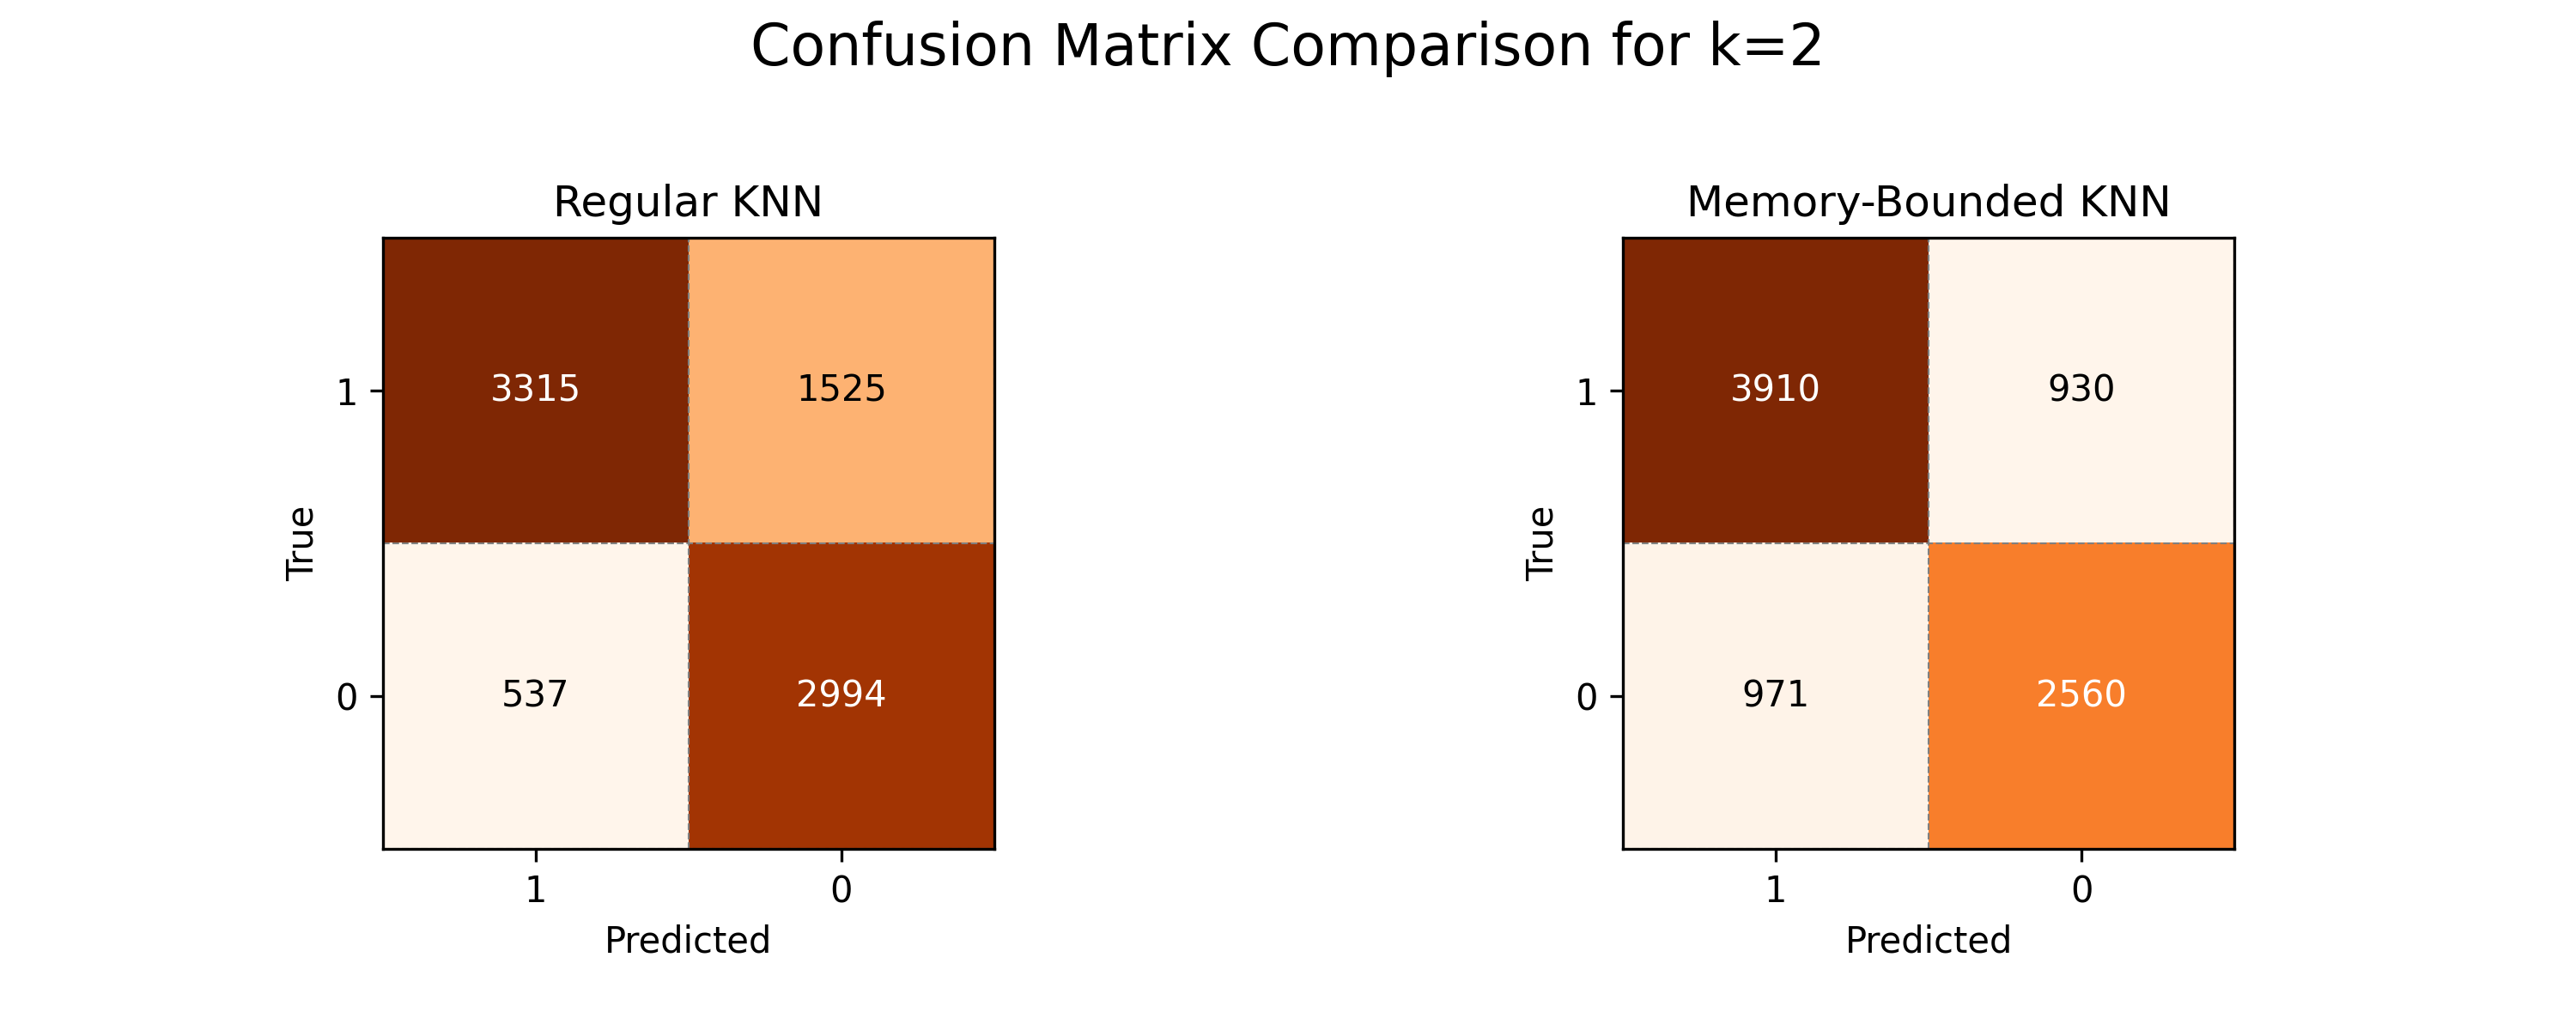 Confusion Matrix Comparison for k=2
Regular KNN
3315 1525
1
True
537 2994
0
1 0
Predicted
Memory-Bounded KNN
3910 930
1
True
971 2560
0
1 0
Predicted